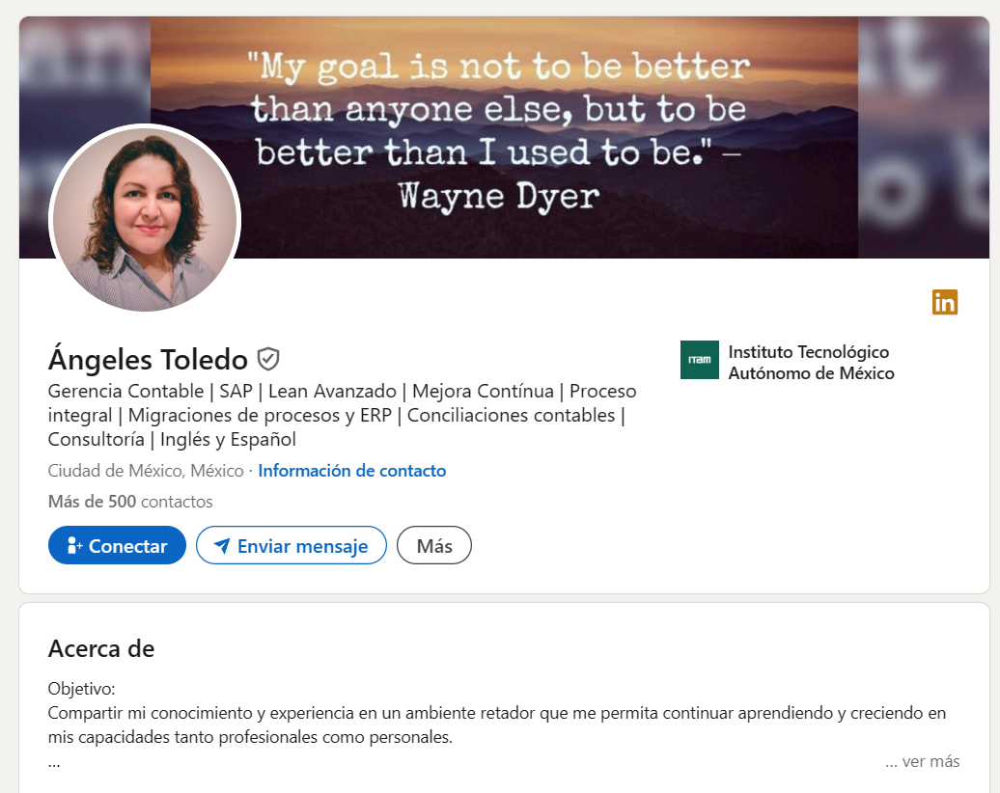 "My goal is not to be better
than anyone else, but to be
better than I used to be." –
Wayne Dyer
in
Ángeles Toledo
Gerencia Contable | SAP | Lean Avanzado | Mejora Contínua | Proceso
integral | Migraciones de procesos y ERP | Conciliaciones contables |
Consultoría | Inglés y Español
Ciudad de México, México · Información de contacto
Más de 500 contactos
Conectar
Enviar mensaje
Más
ITAM
Instituto Tecnológico
Autónomo de México
Acerca de
Objetivo:
Compartir mi conocimiento y experiencia en un ambiente retador que me permita continuar aprendiendo y creciendo en
mis capacidades tanto profesionales como personales.
...
... ver más